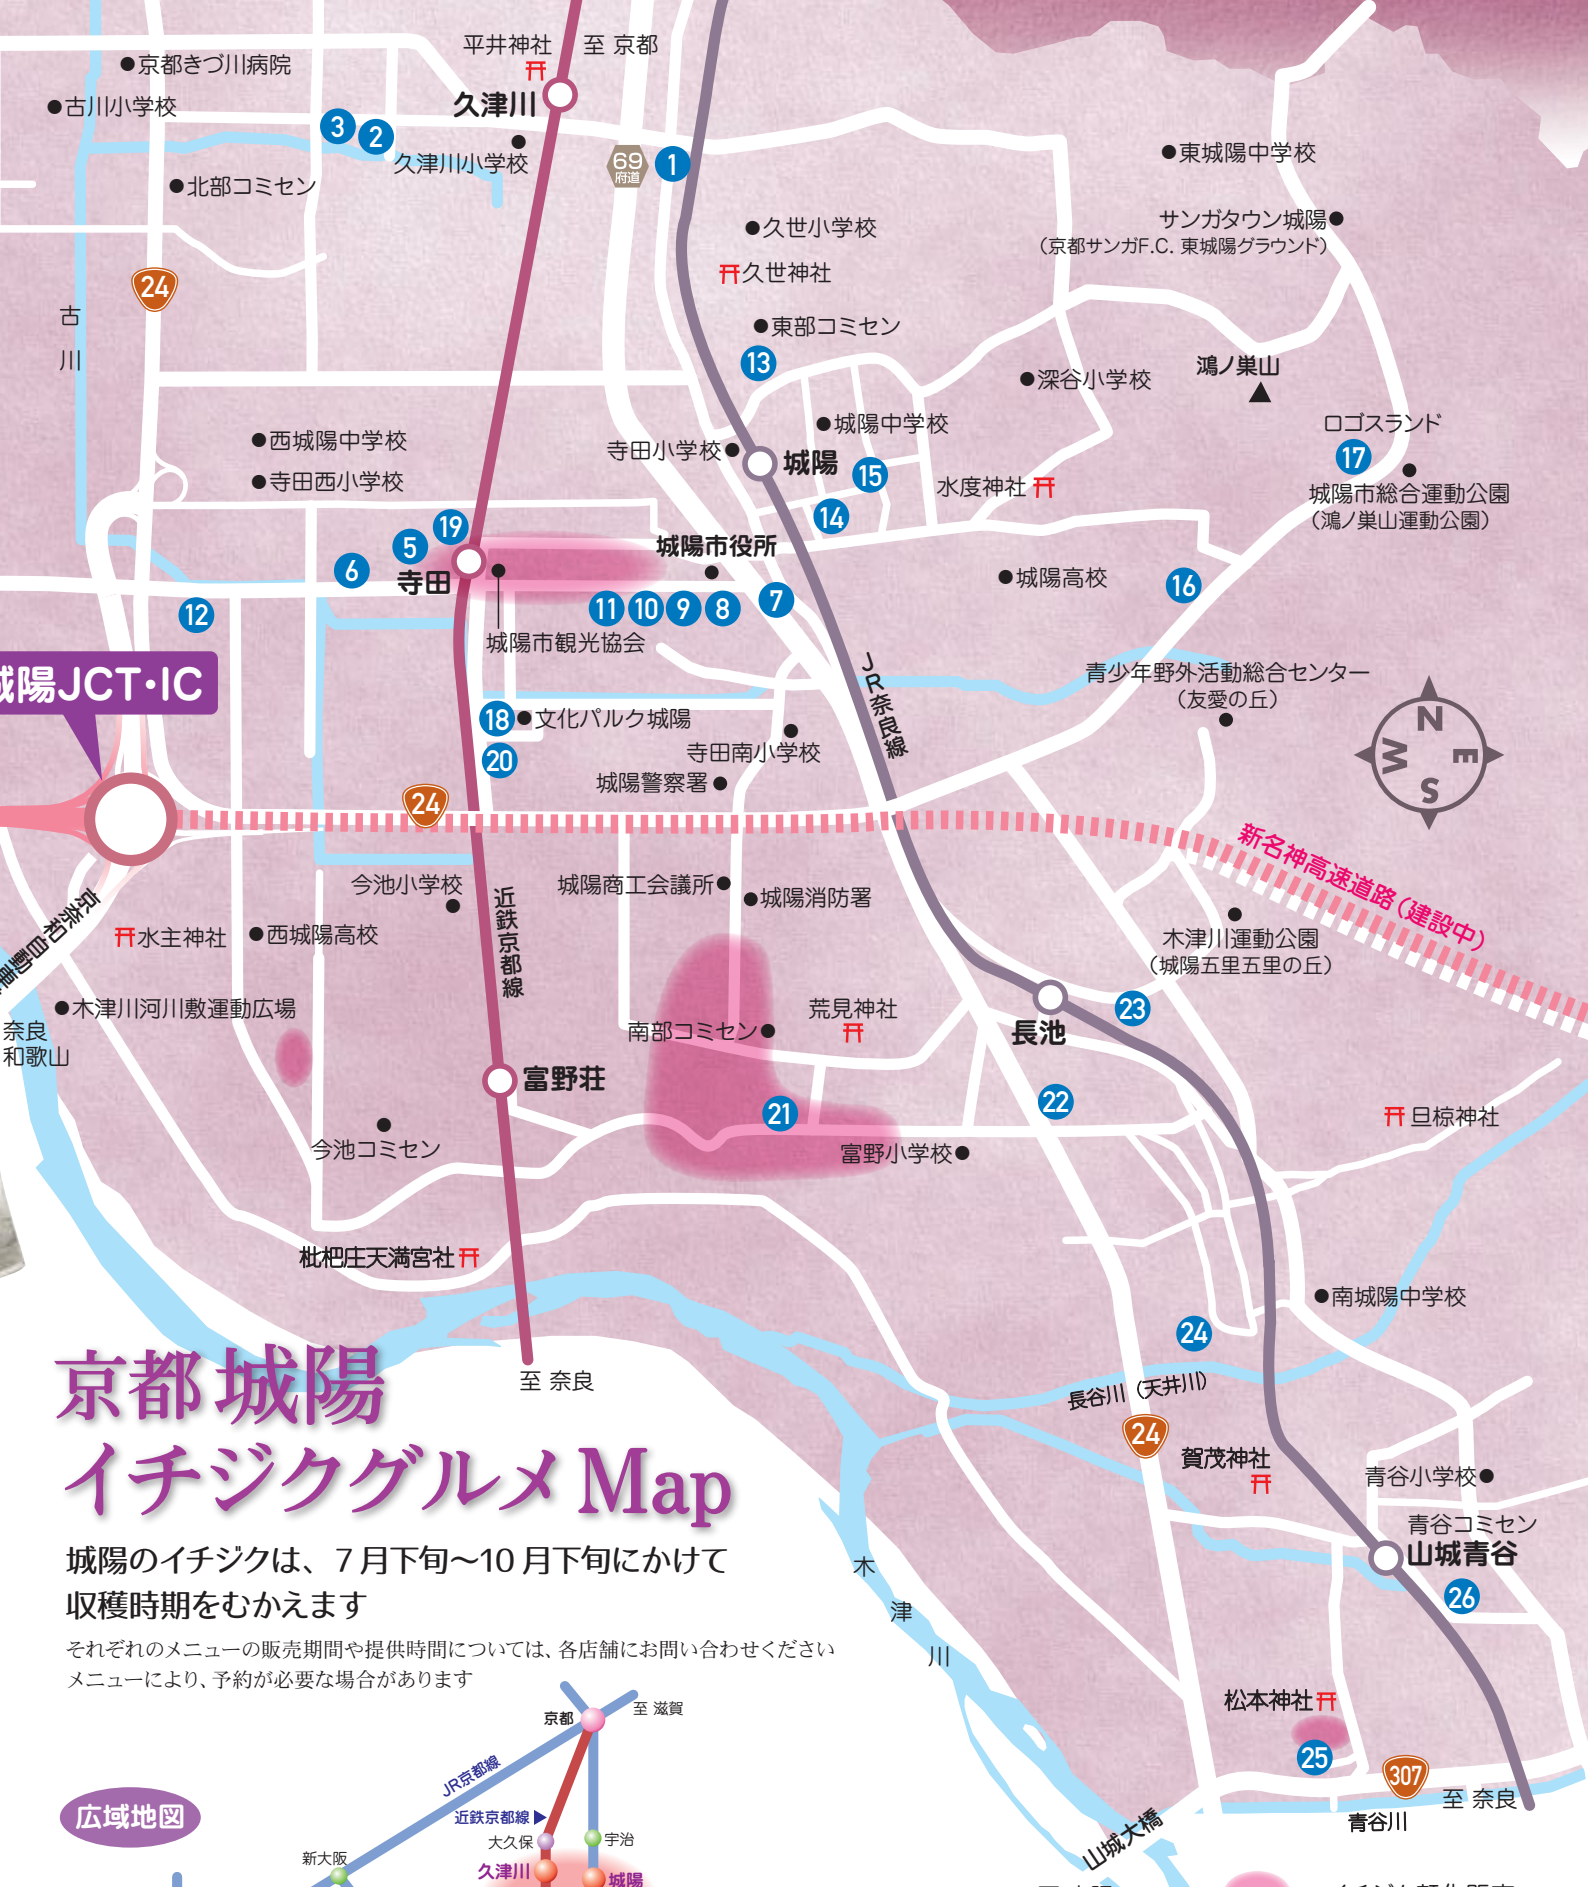 平井神社
至 京都
京都きづ川病院
久津川
古川小学校
3
2
久津川小学校
69
府道
1
北部コミセン
東城陽中学校
サンガタウン城陽
(京都サンガF.C. 東城陽グラウンド)
久世小学校
久世神社
24
古川
東部コミセン
13
鴻ノ巣山
深谷小学校
ロゴスランド
17
城陽市総合運動公園
(鴻ノ巣山運動公園)
西城陽中学校
寺田西小学校
寺田小学校
城陽
城陽中学校
15
14
水度神社
19
5
6
寺田
城陽市役所
12
11
10
9
8
7
城陽高校
16
城陽市観光協会
陽JCT・IC
JR奈良線
青少年野外活動総合センター
(友愛の丘)
N
E
S
W
18
文化パルク城陽
20
寺田南小学校
城陽警察署
24
新名神高速道路(建設中)
今池小学校
近鉄京都線
城陽商工会議所
城陽消防署
京奈和自動車
水主神社
西城陽高校
木津川運動公園
(城陽五里五里の丘)
木津川河川敷運動広場
奈良
和歌山
南部コミセン
荒見神社
長池
23
富野荘
21
22
旦椋神社
今池コミセン
富野小学校
枇杷庄天満宮社
南城陽中学校
24
至 奈良
長谷川(天井川)
24
賀茂神社
青谷小学校
青谷コミセン
山城青谷
26
木津川
松本神社
25
307
至 奈良
青谷川
山城大橋
京都 城陽
イチジクグルメ Map
城陽のイチジクは、7月下旬〜10月下旬にかけて
収穫時期をむかえます
それぞれのメニューの販売期間や提供時間については、各店舗にお問い合わせください
メニューにより、予約が必要な場合があります
広域地図
京都
至 滋賀
JR京都線
近鉄京都線
大久保
宇治
新大阪
久津川
城陽